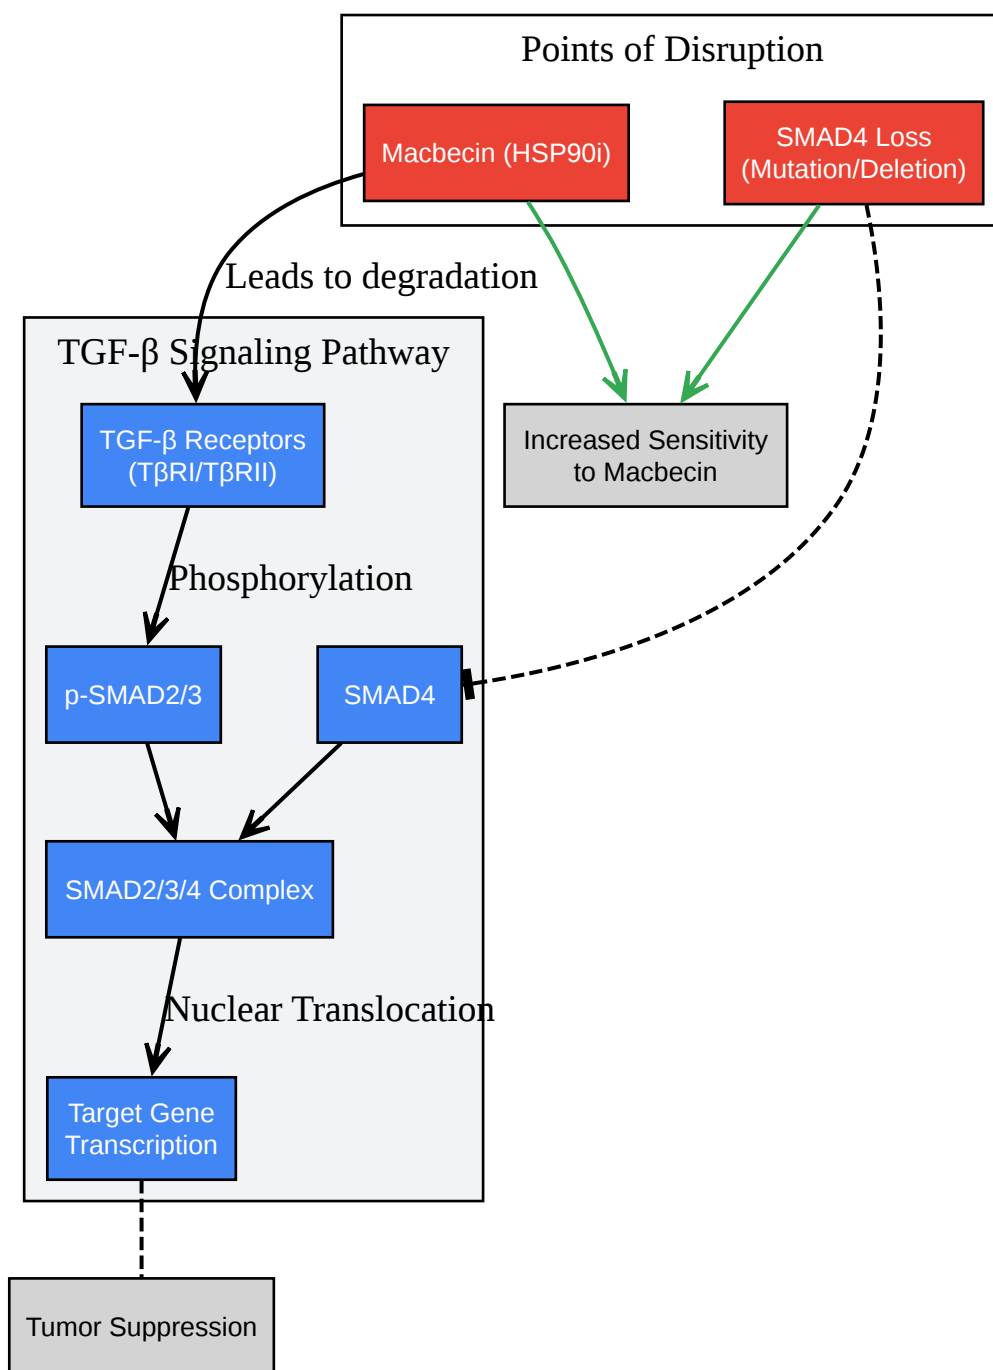 Points of Disruption
Macbecin (HSP90i)
SMAD4 Loss
(Mutation/Deletion)
Leads to degradation
TGF-β Signaling Pathway
TGF-β Receptors
(TβRI/TβRII)
Increased Sensitivity
to Macbecin
Phosphorylation
p-SMAD2/3
SMAD4
SMAD2/3/4 Complex
Nuclear Translocation
Target Gene
Transcription
Tumor Suppression